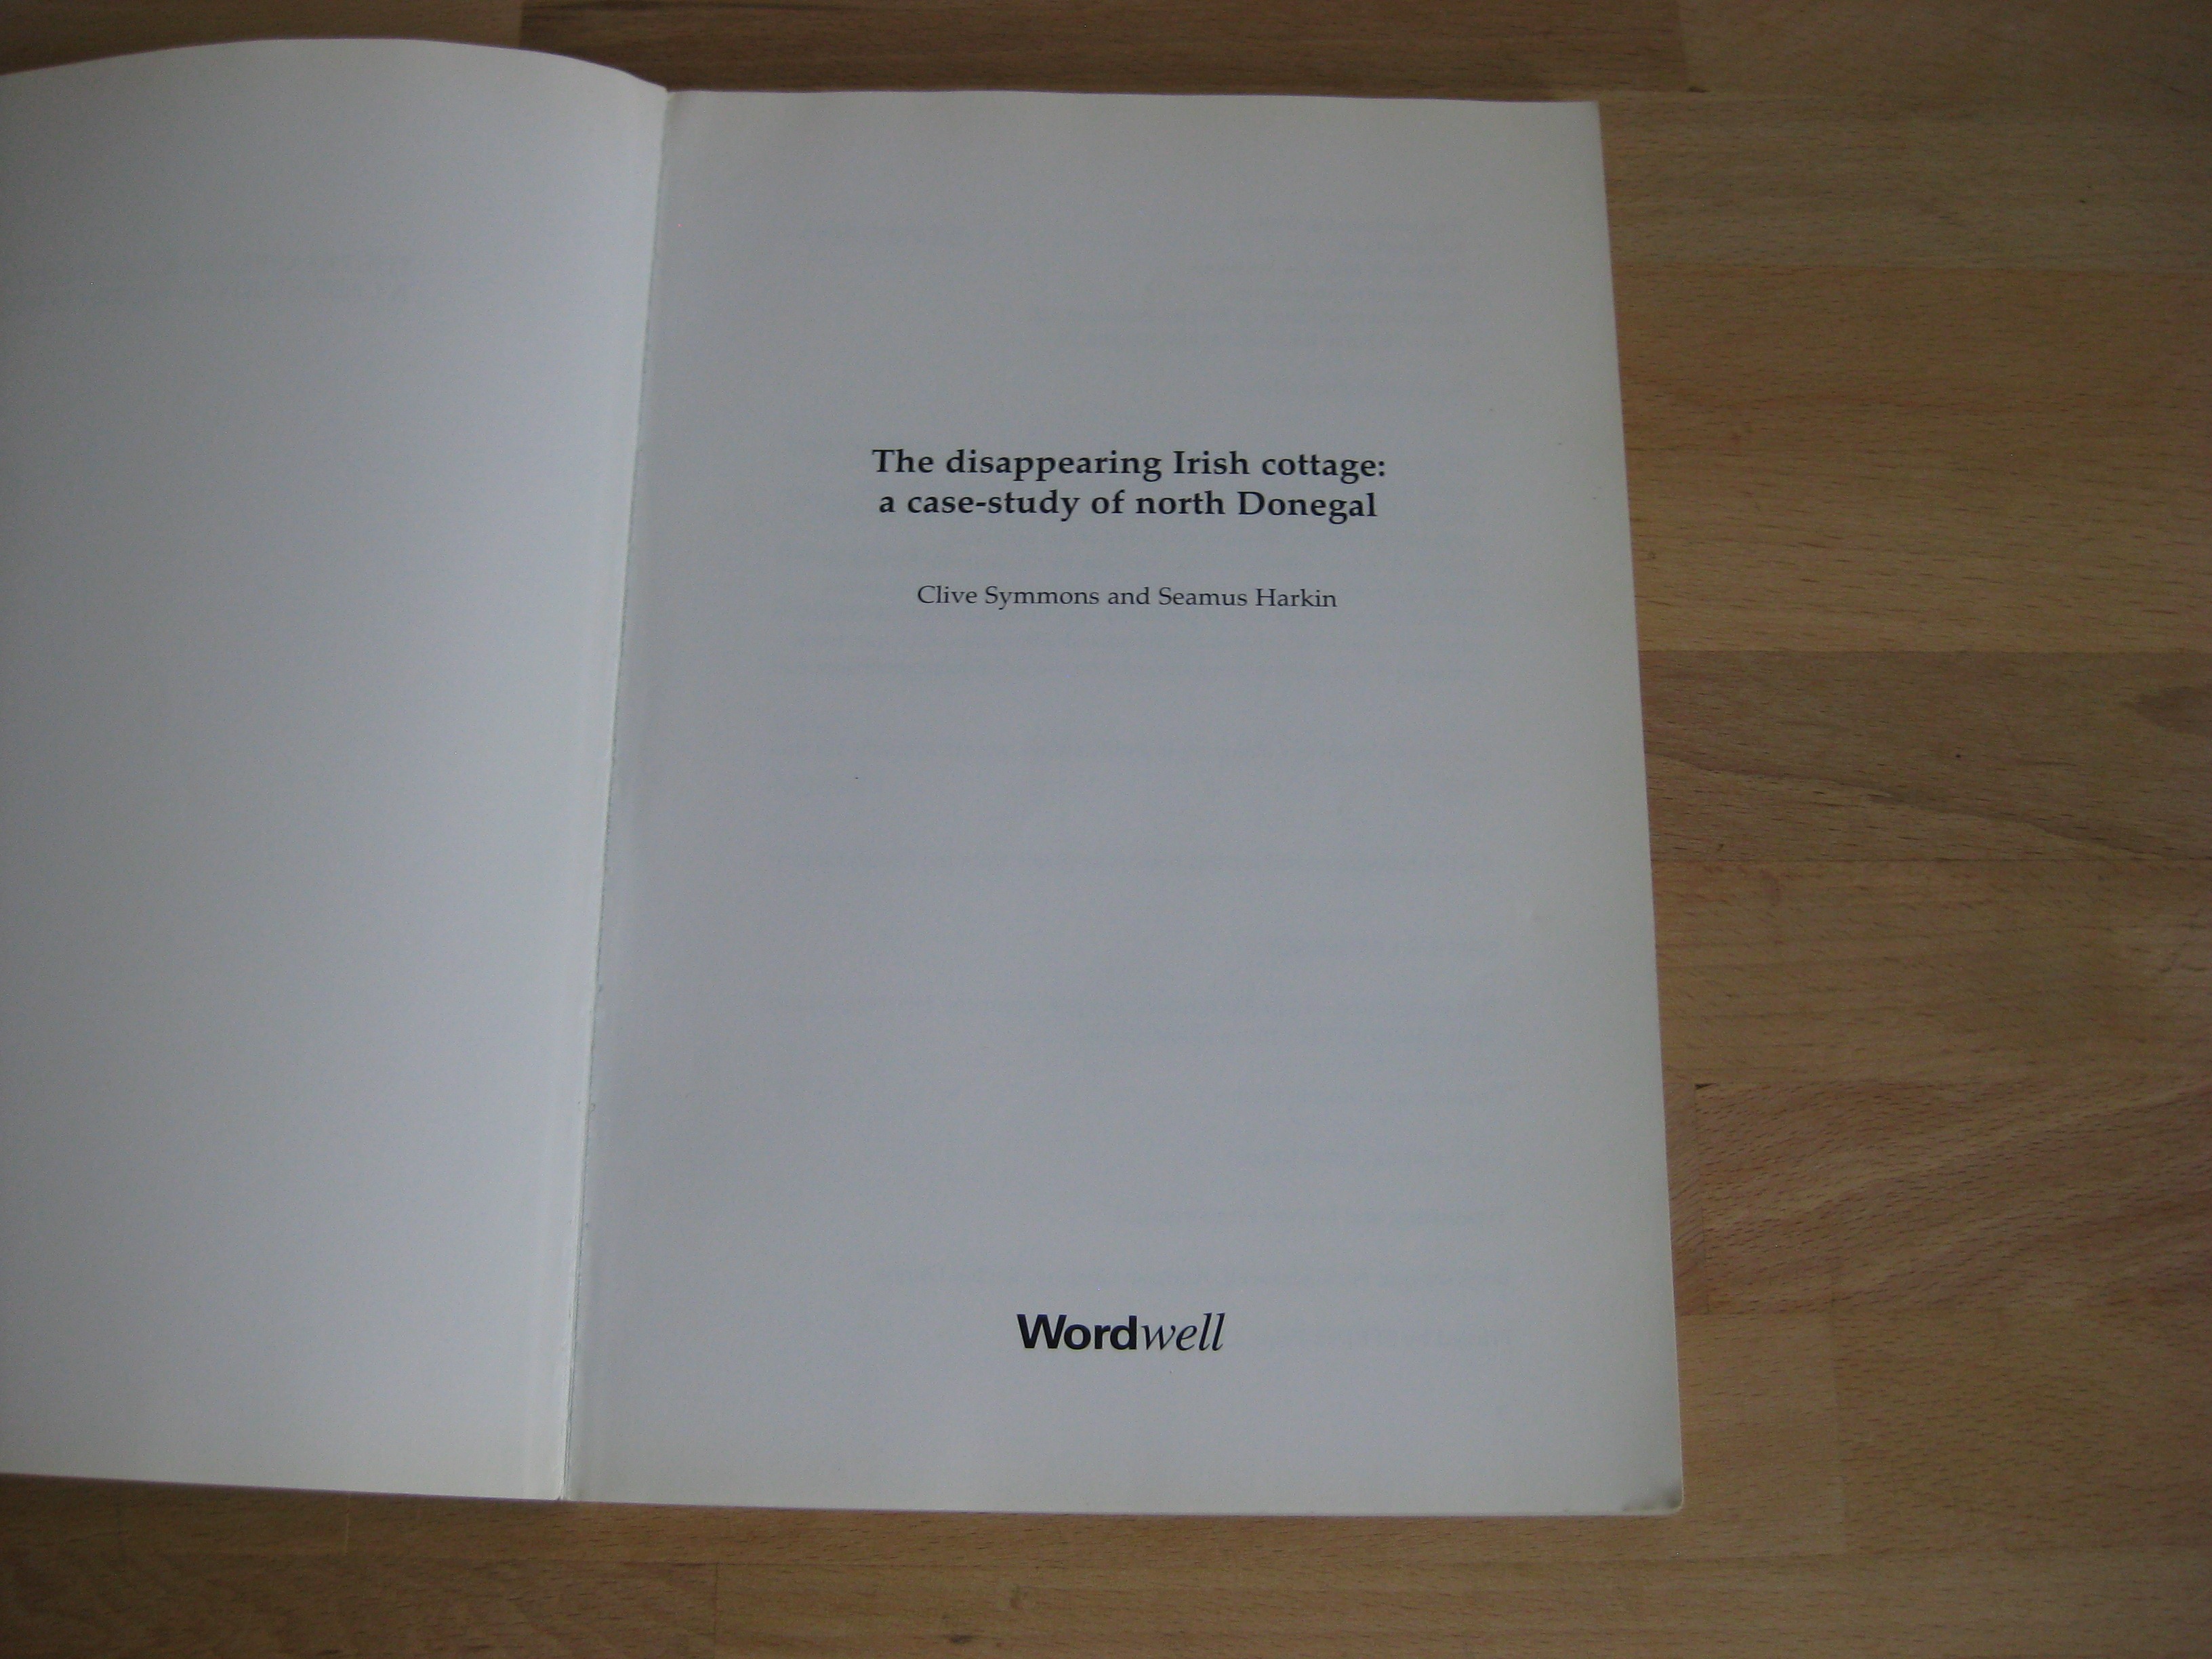 The disappearing Irish cottage:
a case-study of north Donegal
Clive Symmons and Seamus Harkin
Wordwell